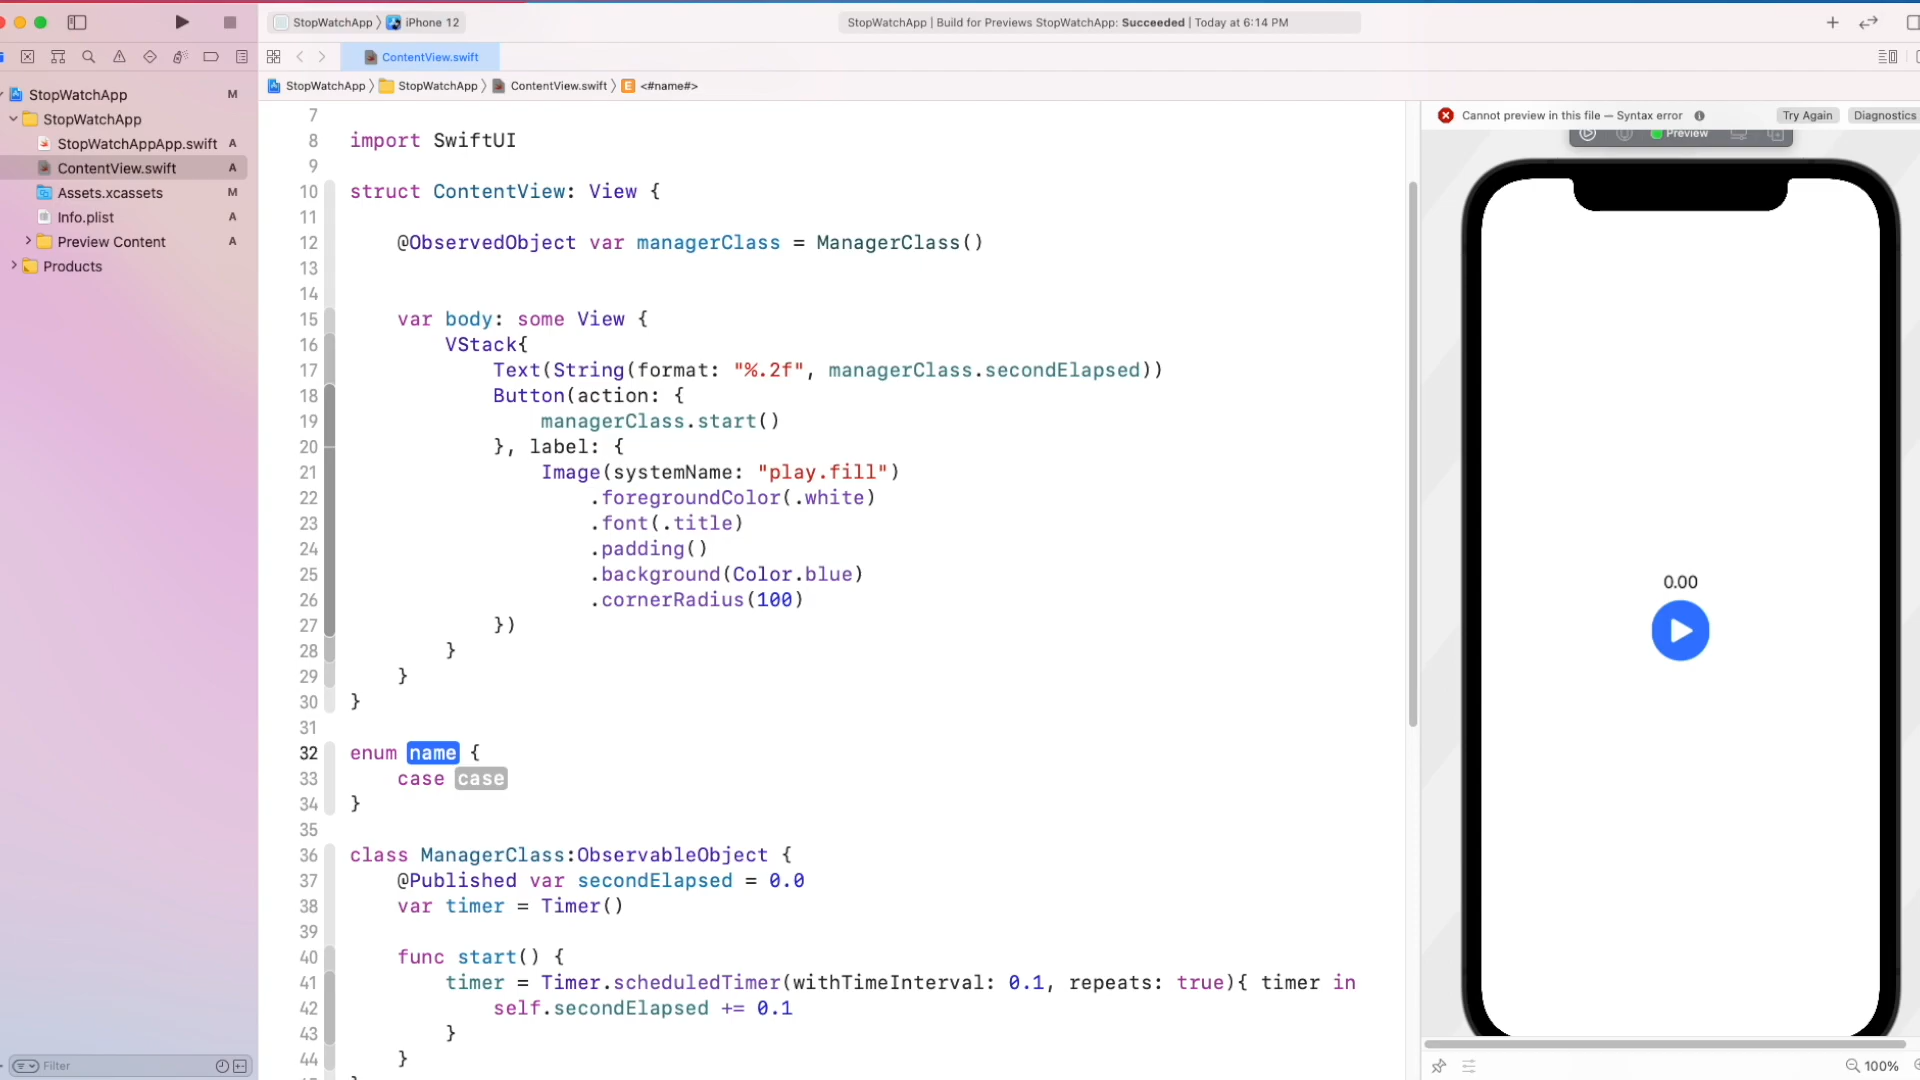 StopWatchApp 〉 iPhone 12
StopWatchApp | Build for Previews StopWatchApp: Succeeded | Today at 6:14 PM
ContentView.swift
StopWatchApp 〉 StopWatchApp 〉 ContentView.swift 〉 E <#name#>
StopWatchApp M
StopWatchApp
StopWatchAppApp.swift A
ContentView.swift A
Assets.xcassets M
Info.plist A
Preview Content A
Products
Filter
7
8 import SwiftUI
9
10 struct ContentView: View {
11
12 @ObservedObject var managerClass = ManagerClass()
13
14
15 var body: some View {
16 VStack{
17 Text(String(format: "%.2f", managerClass.secondElapsed))
18 Button(action: {
19 managerClass.start()
20 }, label: {
21 Image(systemName: "play.fill")
22 .foregroundColor(.white)
23 .font(.title)
24 .padding()
25 .background(Color.blue)
26 .cornerRadius(100)
27 })
28 }
29 }
30 }
31
32 enum name {
33 case case
34 }
35
36 class ManagerClass:ObservableObject {
37 @Published var secondElapsed = 0.0
38 var timer = Timer()
39
40 func start() {
41 timer = Timer.scheduledTimer(withTimeInterval: 0.1, repeats: true){ timer in
42 self.secondElapsed += 0.1
43 }
44 }
Cannot preview in this file — Syntax error
Try Again
Diagnostics
Preview
0.00
100%